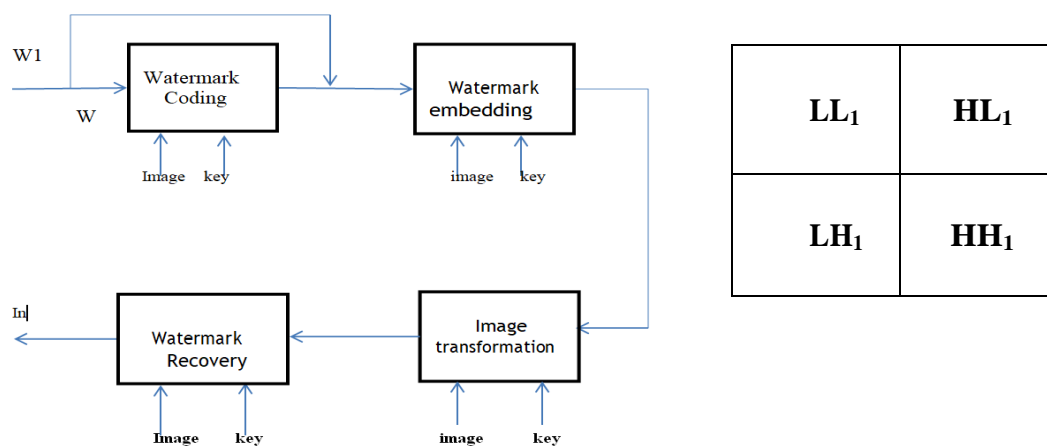 W1
W
Watermark
Coding
Image key
Watermark
embedding
image key
LL₁ HL₁
LH₁ HH₁
In
Watermark
Recovery
Image key
Image
transformation
image key